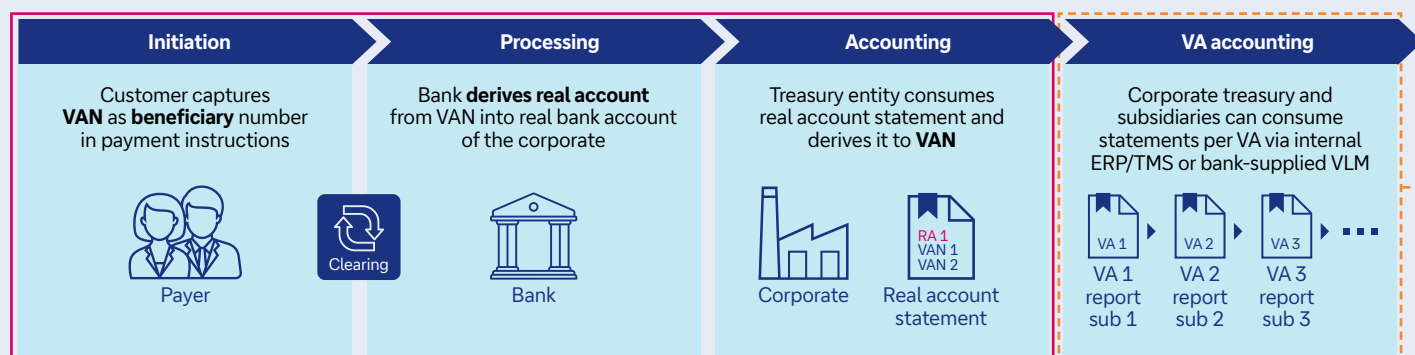 Initiation
Customer captures
VAN as beneficiary number
in payment instructions
Payer
Clearing
Processing
Bank derives real account
from VAN into real bank account
of the corporate
Bank
Accounting
Treasury entity consumes
real account statement and
derives it to VAN
Corporate
RA 1
VAN 1
VAN 2
Real account
statement
VA accounting
Corporate treasury and
subsidiaries can consume
statements per VA via internal
ERP/TMS or bank-supplied VLM
VA 1
VA 1
report
sub 1
VA 2
VA 2
report
sub 2
VA 3
VA 3
report
sub 3